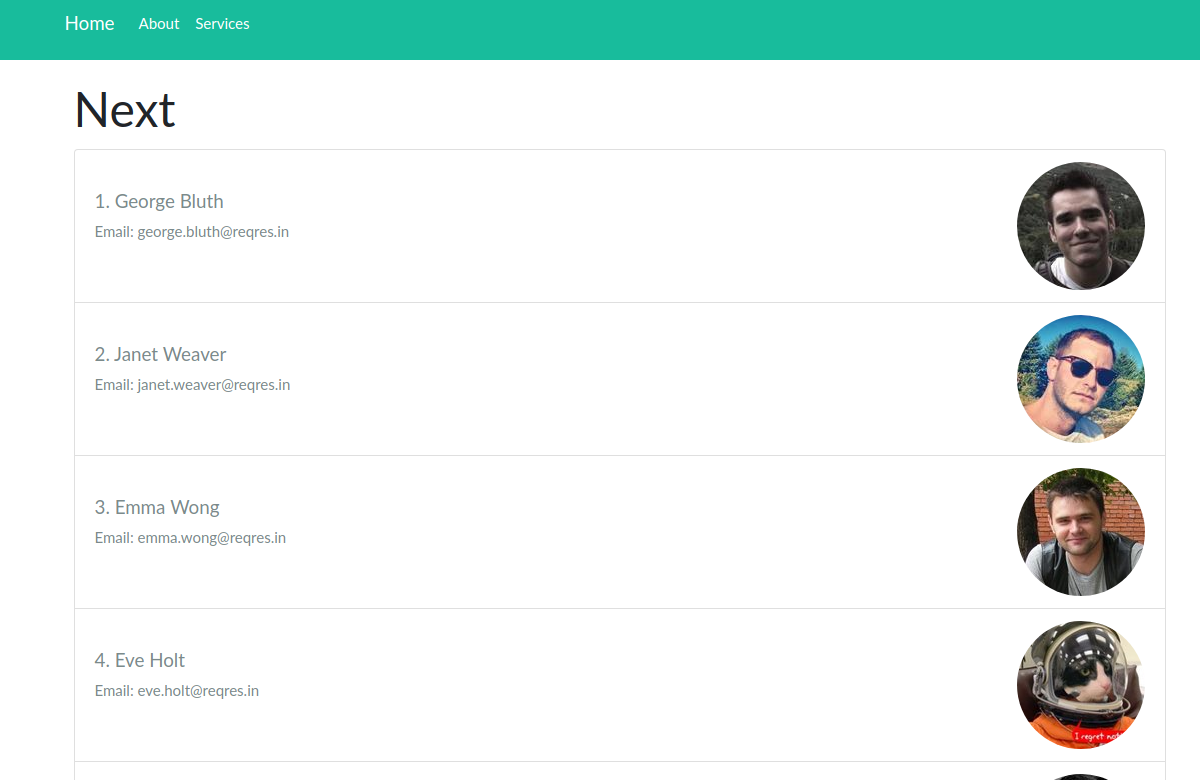 Home About Services
Next
1. George Bluth
Email: george.bluth@reqres.in
2. Janet Weaver
Email: janet.weaver@reqres.in
3. Emma Wong
Email: emma.wong@reqres.in
4. Eve Holt
Email: eve.holt@reqres.in
I regret